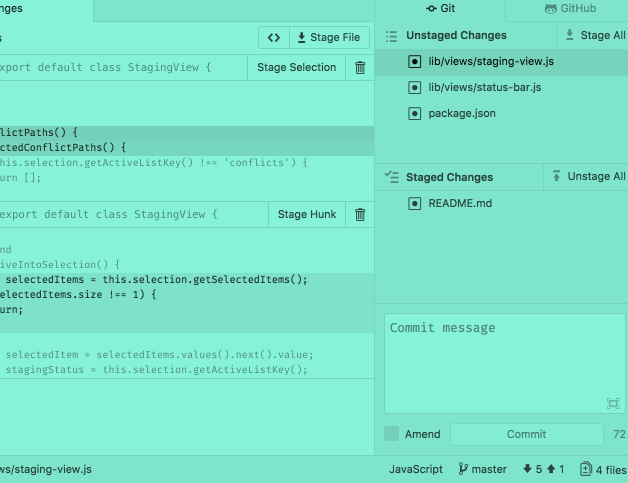 nges
Git
GitHub
s
<> Stage File
Unstaged Changes
Stage All
xport default class StagingView {
Stage Selection
lib/views/staging-view.js
lib/views/status-bar.js
package.json
lictPaths() {
ctedConflictPaths() {
his.selection.getActiveListKey() !== 'conflicts') {
urn [];
Staged Changes
Unstage All
export default class StagingView {
Stage Hunk
README.md
nd
iveIntoSelection() {
selectedItems = this.selection.getSelectedItems();
electedItems.size !== 1) {
urn;
selectedItem = selectedItems.values().next().value;
stagingStatus = this.selection.getActiveListKey();
Commit message
Amend
Commit
72
ws/staging-view.js
JavaScript
master
5
1
4 files